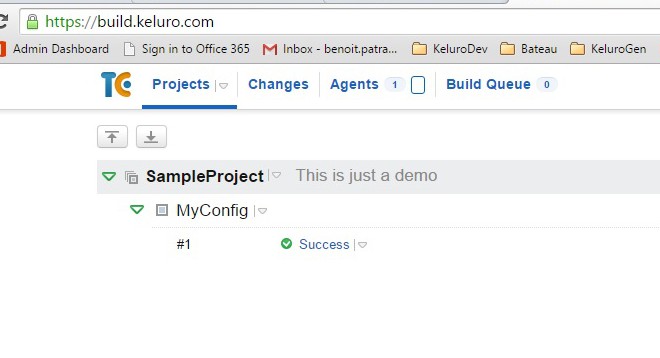 https://build.keluro.com
Admin Dashboard Sign in to Office 365 Inbox - benoit.patra... KeluroDev Bateau KeluroGen
TC Projects Changes Agents 1 Build Queue 0
SampleProject This is just a demo
MyConfig
#1 Success